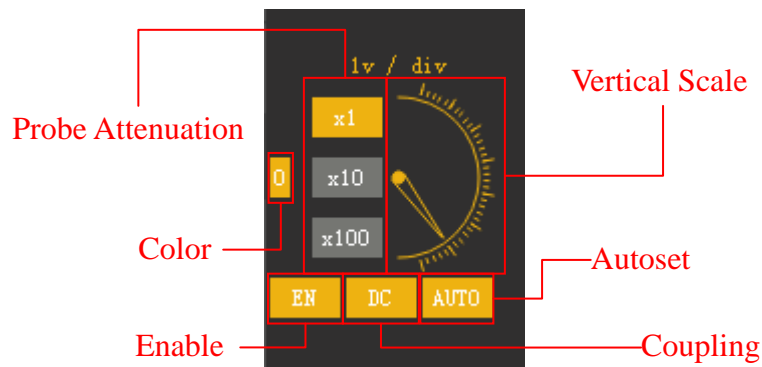 1v / div
Vertical Scale
x1
Probe Attenuation
0
x10
x100
Color
Autoset
EN
DC
AUTO
Enable
Coupling